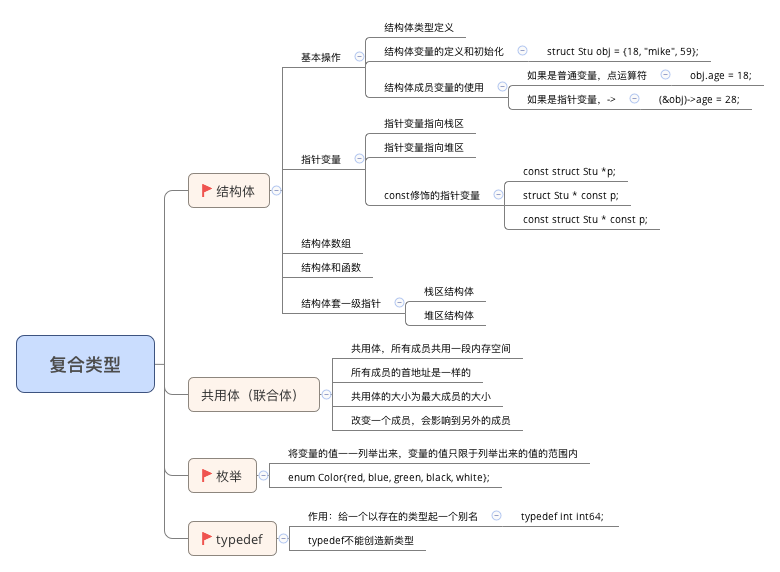 复合类型
结构体
基本操作
结构体类型定义
结构体变量的定义和初始化
struct Stu obj = {18, "mike", 59};
结构体成员变量的使用
如果是普通变量，点运算符
obj.age = 18;
如果是指针变量，->
(&obj)->age = 28;
指针变量
指针变量指向栈区
指针变量指向堆区
const修饰的指针变量
const struct Stu *p;
struct Stu * const p;
const struct Stu * const p;
结构体数组
结构体和函数
结构体套一级指针
栈区结构体
堆区结构体
共用体（联合体）
共用体，所有成员共用一段内存空间
所有成员的首地址是一样的
共用体的大小为最大成员的大小
改变一个成员，会影响到另外的成员
枚举
将变量的值一一列举出来，变量的值只限于列举出来的值的范围内
enum Color{red, blue, green, black, white};
typedef
作用：给一个以存在的类型起一个别名
typedef int int64;
typedef不能创造新类型